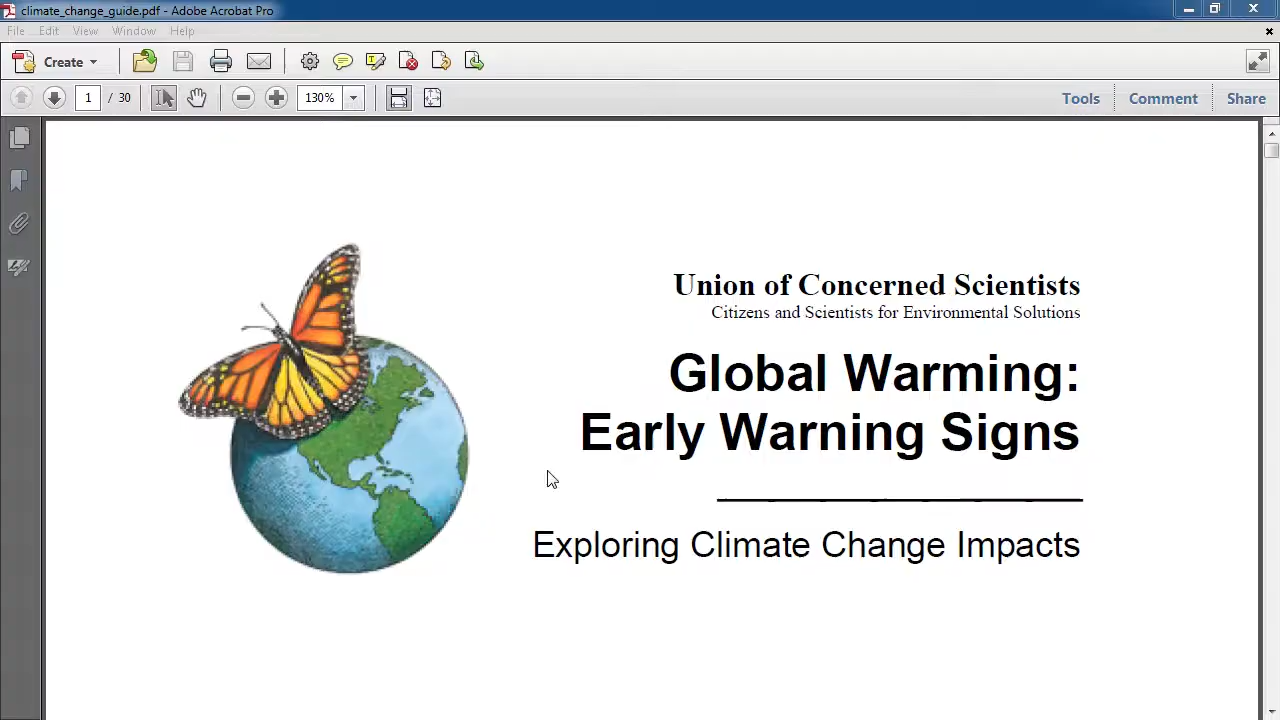 climate_change_guide.pdf - Adobe Acrobat Pro
File Edit View Window Help
Create
1 / 30 130% Tools Comment Share
Union of Concerned Scientists
Citizens and Scientists for Environmental Solutions
Global Warming:
Early Warning Signs
Exploring Climate Change Impacts